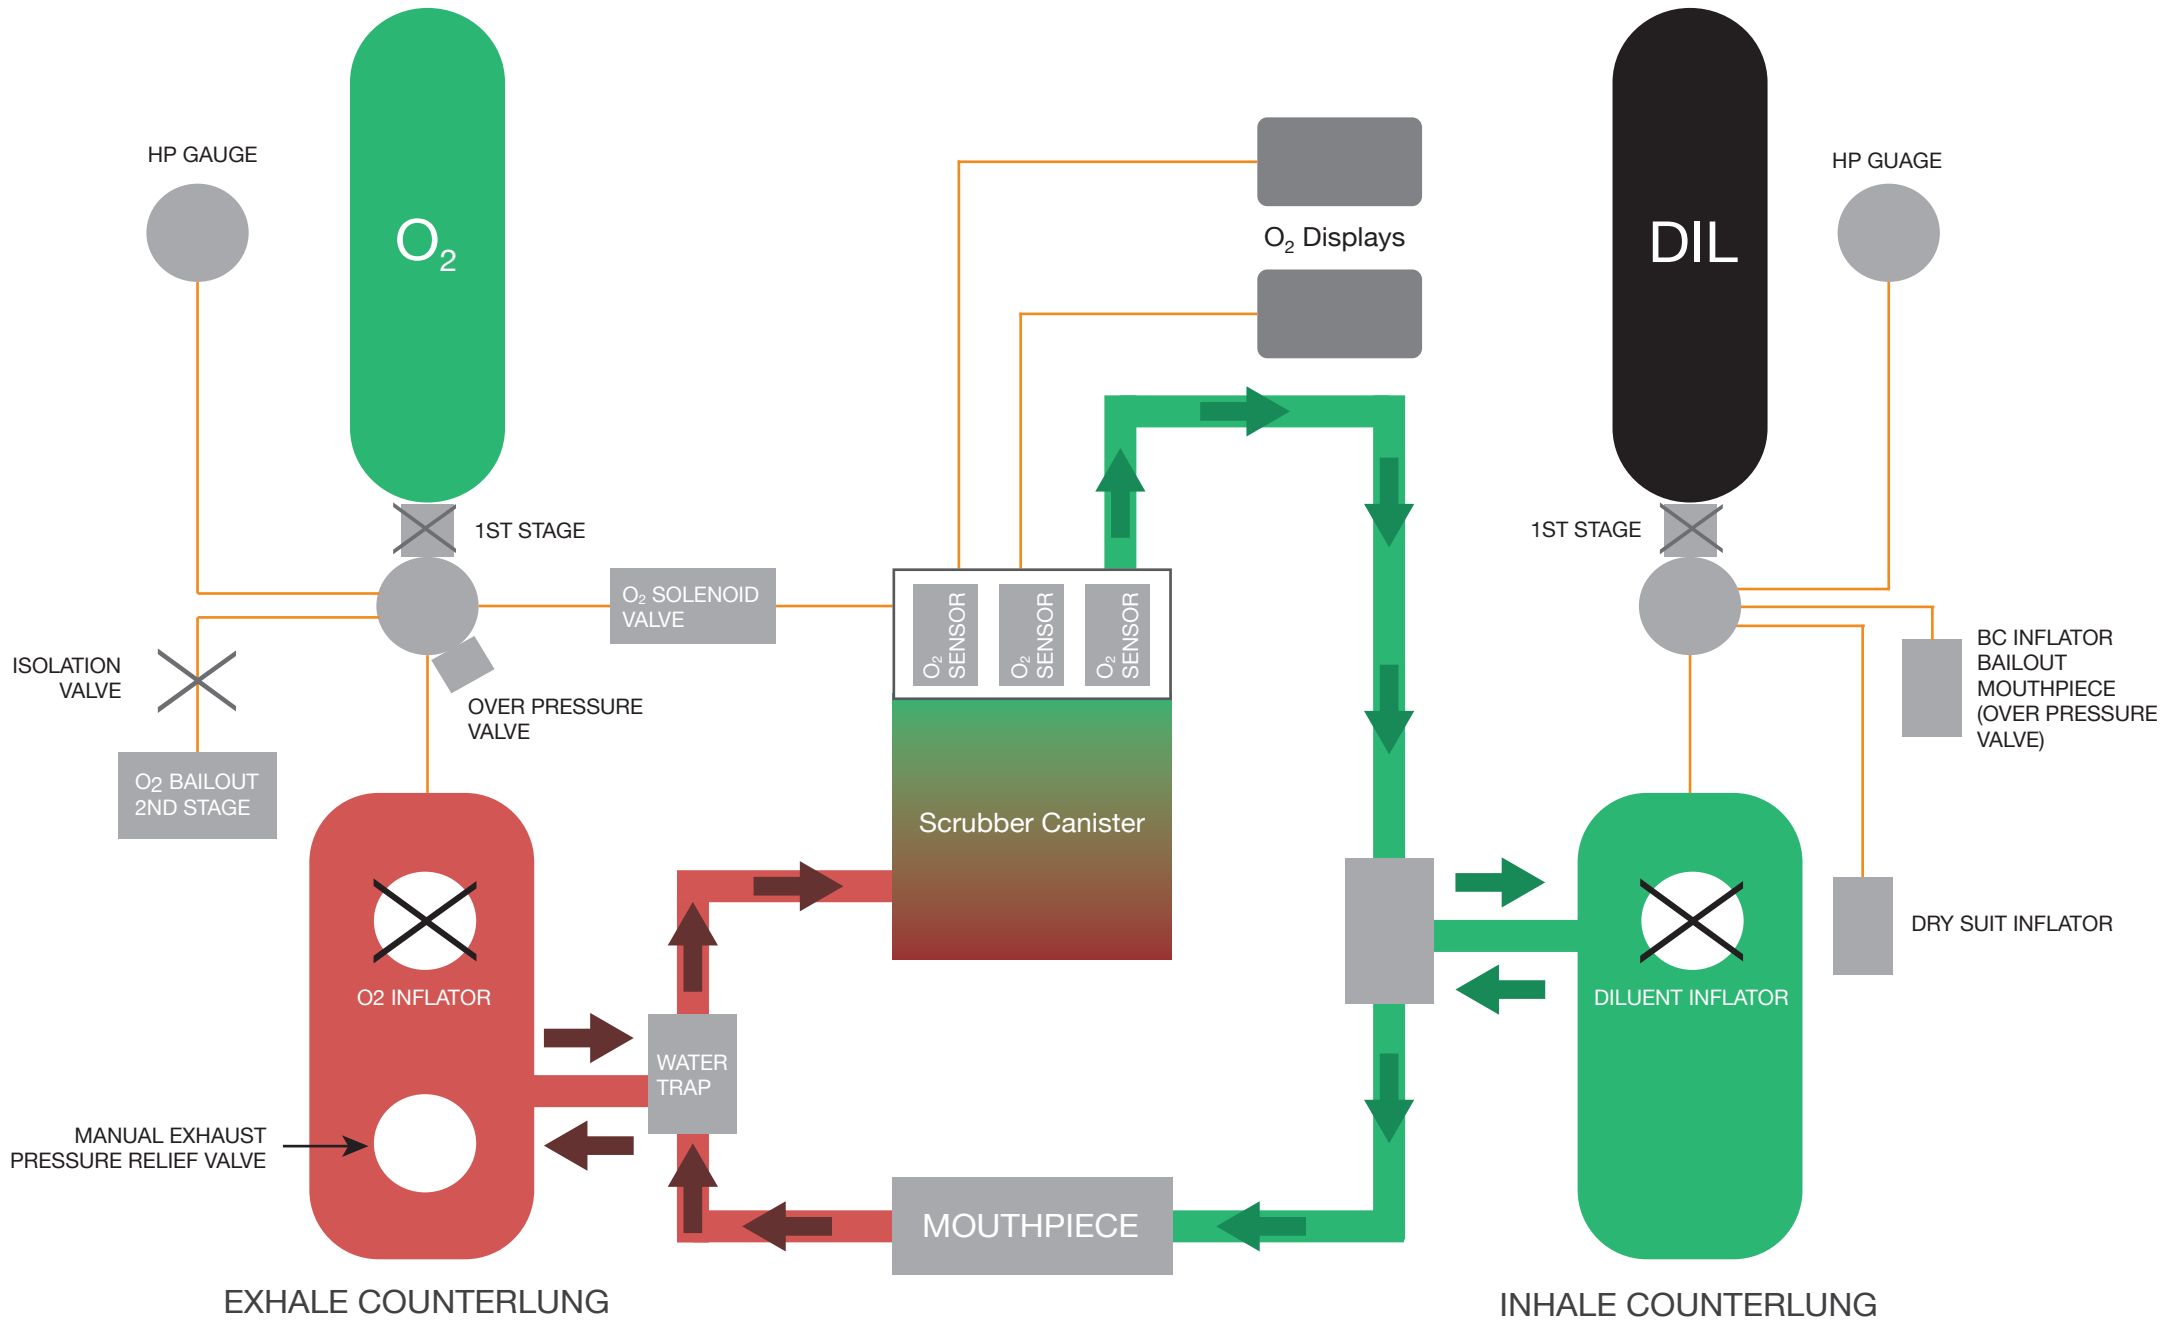 HP GAUGE
O₂
1ST STAGE
O₂ SOLENOID
VALVE
ISOLATION
VALVE
OVER PRESSURE
VALVE
O2 BAILOUT
2ND STAGE
O2 INFLATOR
MANUAL EXHAUST
PRESSURE RELIEF VALVE
EXHALE COUNTERLUNG
WATER
TRAP
O₂ Displays
O₂
SENSOR
O₂
SENSOR
O₂
SENSOR
Scrubber Canister
MOUTHPIECE
DIL
HP GUAGE
1ST STAGE
BC INFLATOR
BAILOUT
MOUTHPIECE
(OVER PRESSURE
VALVE)
DRY SUIT INFLATOR
DILUENT INFLATOR
INHALE COUNTERLUNG